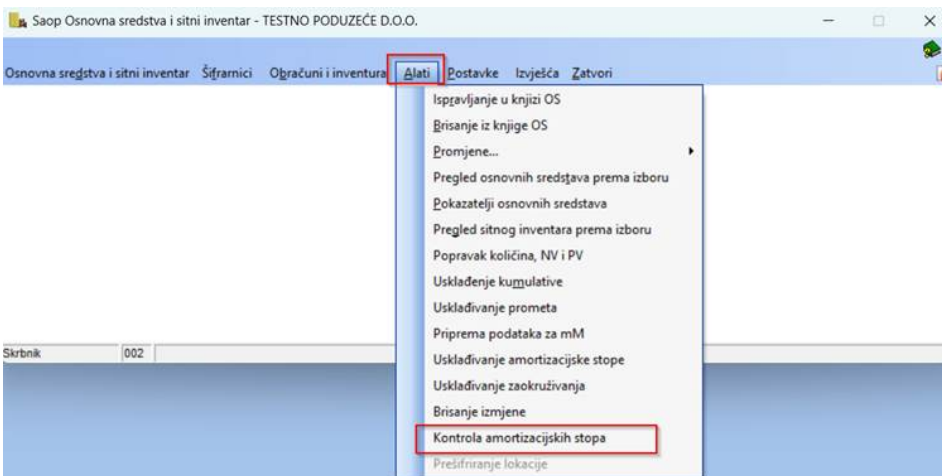 Saop Osnovna sredstva i sitni inventar - TESTNO PODUZEĆE D.O.O.
Osnovna sredstva i sitni inventar Šifrarnici Obračuni i inventura Alati Postavke Izvješća Zatvori
Ispravljanje u knjizi OS
Brisanje iz knjige OS
Promjene...
Pregled osnovnih sredstava prema izboru
Pokazatelji osnovnih sredstava
Pregled sitnog inventara prema izboru
Popravak količina, NV i PV
Usklađenje kumulative
Usklađivanje prometa
Priprema podataka za mM
Skrbnik 002
Usklađivanje amortizacijske stope
Usklađivanje zaokruživanja
Brisanje izmjene
Kontrola amortizacijskih stopa
Prešifriranje lokacije